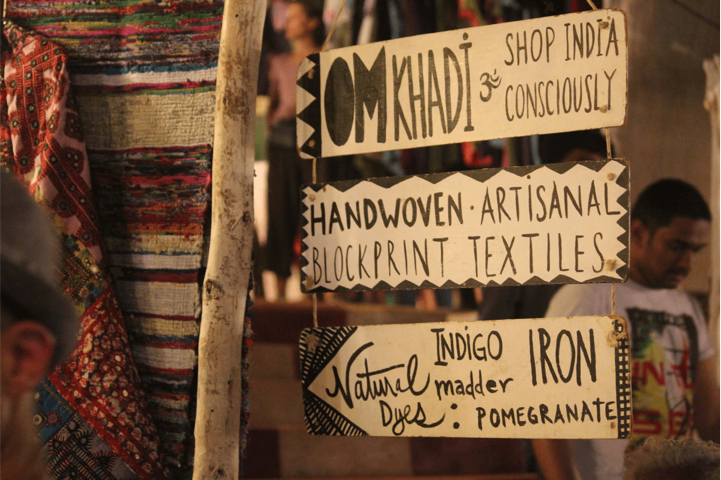 OM KHADI ॐ SHOP INDIA
CONSCIOUSLY
HANDWOVEN · ARTISANAL
BLOCKPRINT TEXTILES
Natural Dyes:
INDIGO IRON
madder
POMEGRANATE